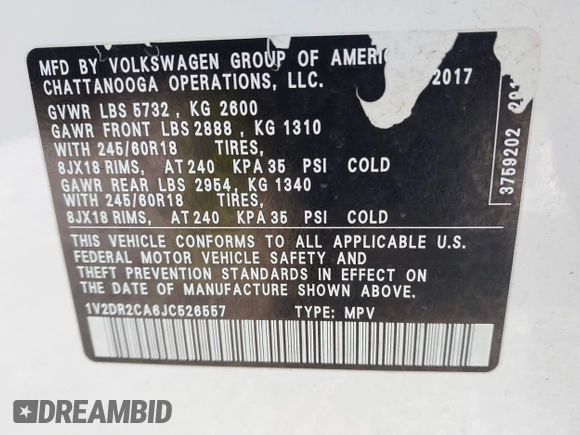 MFD BY VOLKSWAGEN GROUP OF AMERIC
CHATTANOOGA OPERATIONS, LLC. 2017
GVWR LBS 5732 , KG 2600
GAWR FRONT LBS 2888 , KG 1310
WITH 245/60R18 TIRES,
8JX18 RIMS, AT 240 KPA 35 PSI COLD
GAWR REAR LBS 2954, KG 1340
WITH 245/60R18 TIRES,
8JX18 RIMS, AT 240 KPA 35 PSI COLD
THIS VEHICLE CONFORMS TO ALL APPLICABLE U.S.
FEDERAL MOTOR VEHICLE SAFETY AND
THEFT PREVENTION STANDARDS IN EFFECT ON
THE DATE OF MANUFACTURE SHOWN ABOVE.
1V2DR2CA6JC526557 TYPE: MPV
3759202
DREAMBID